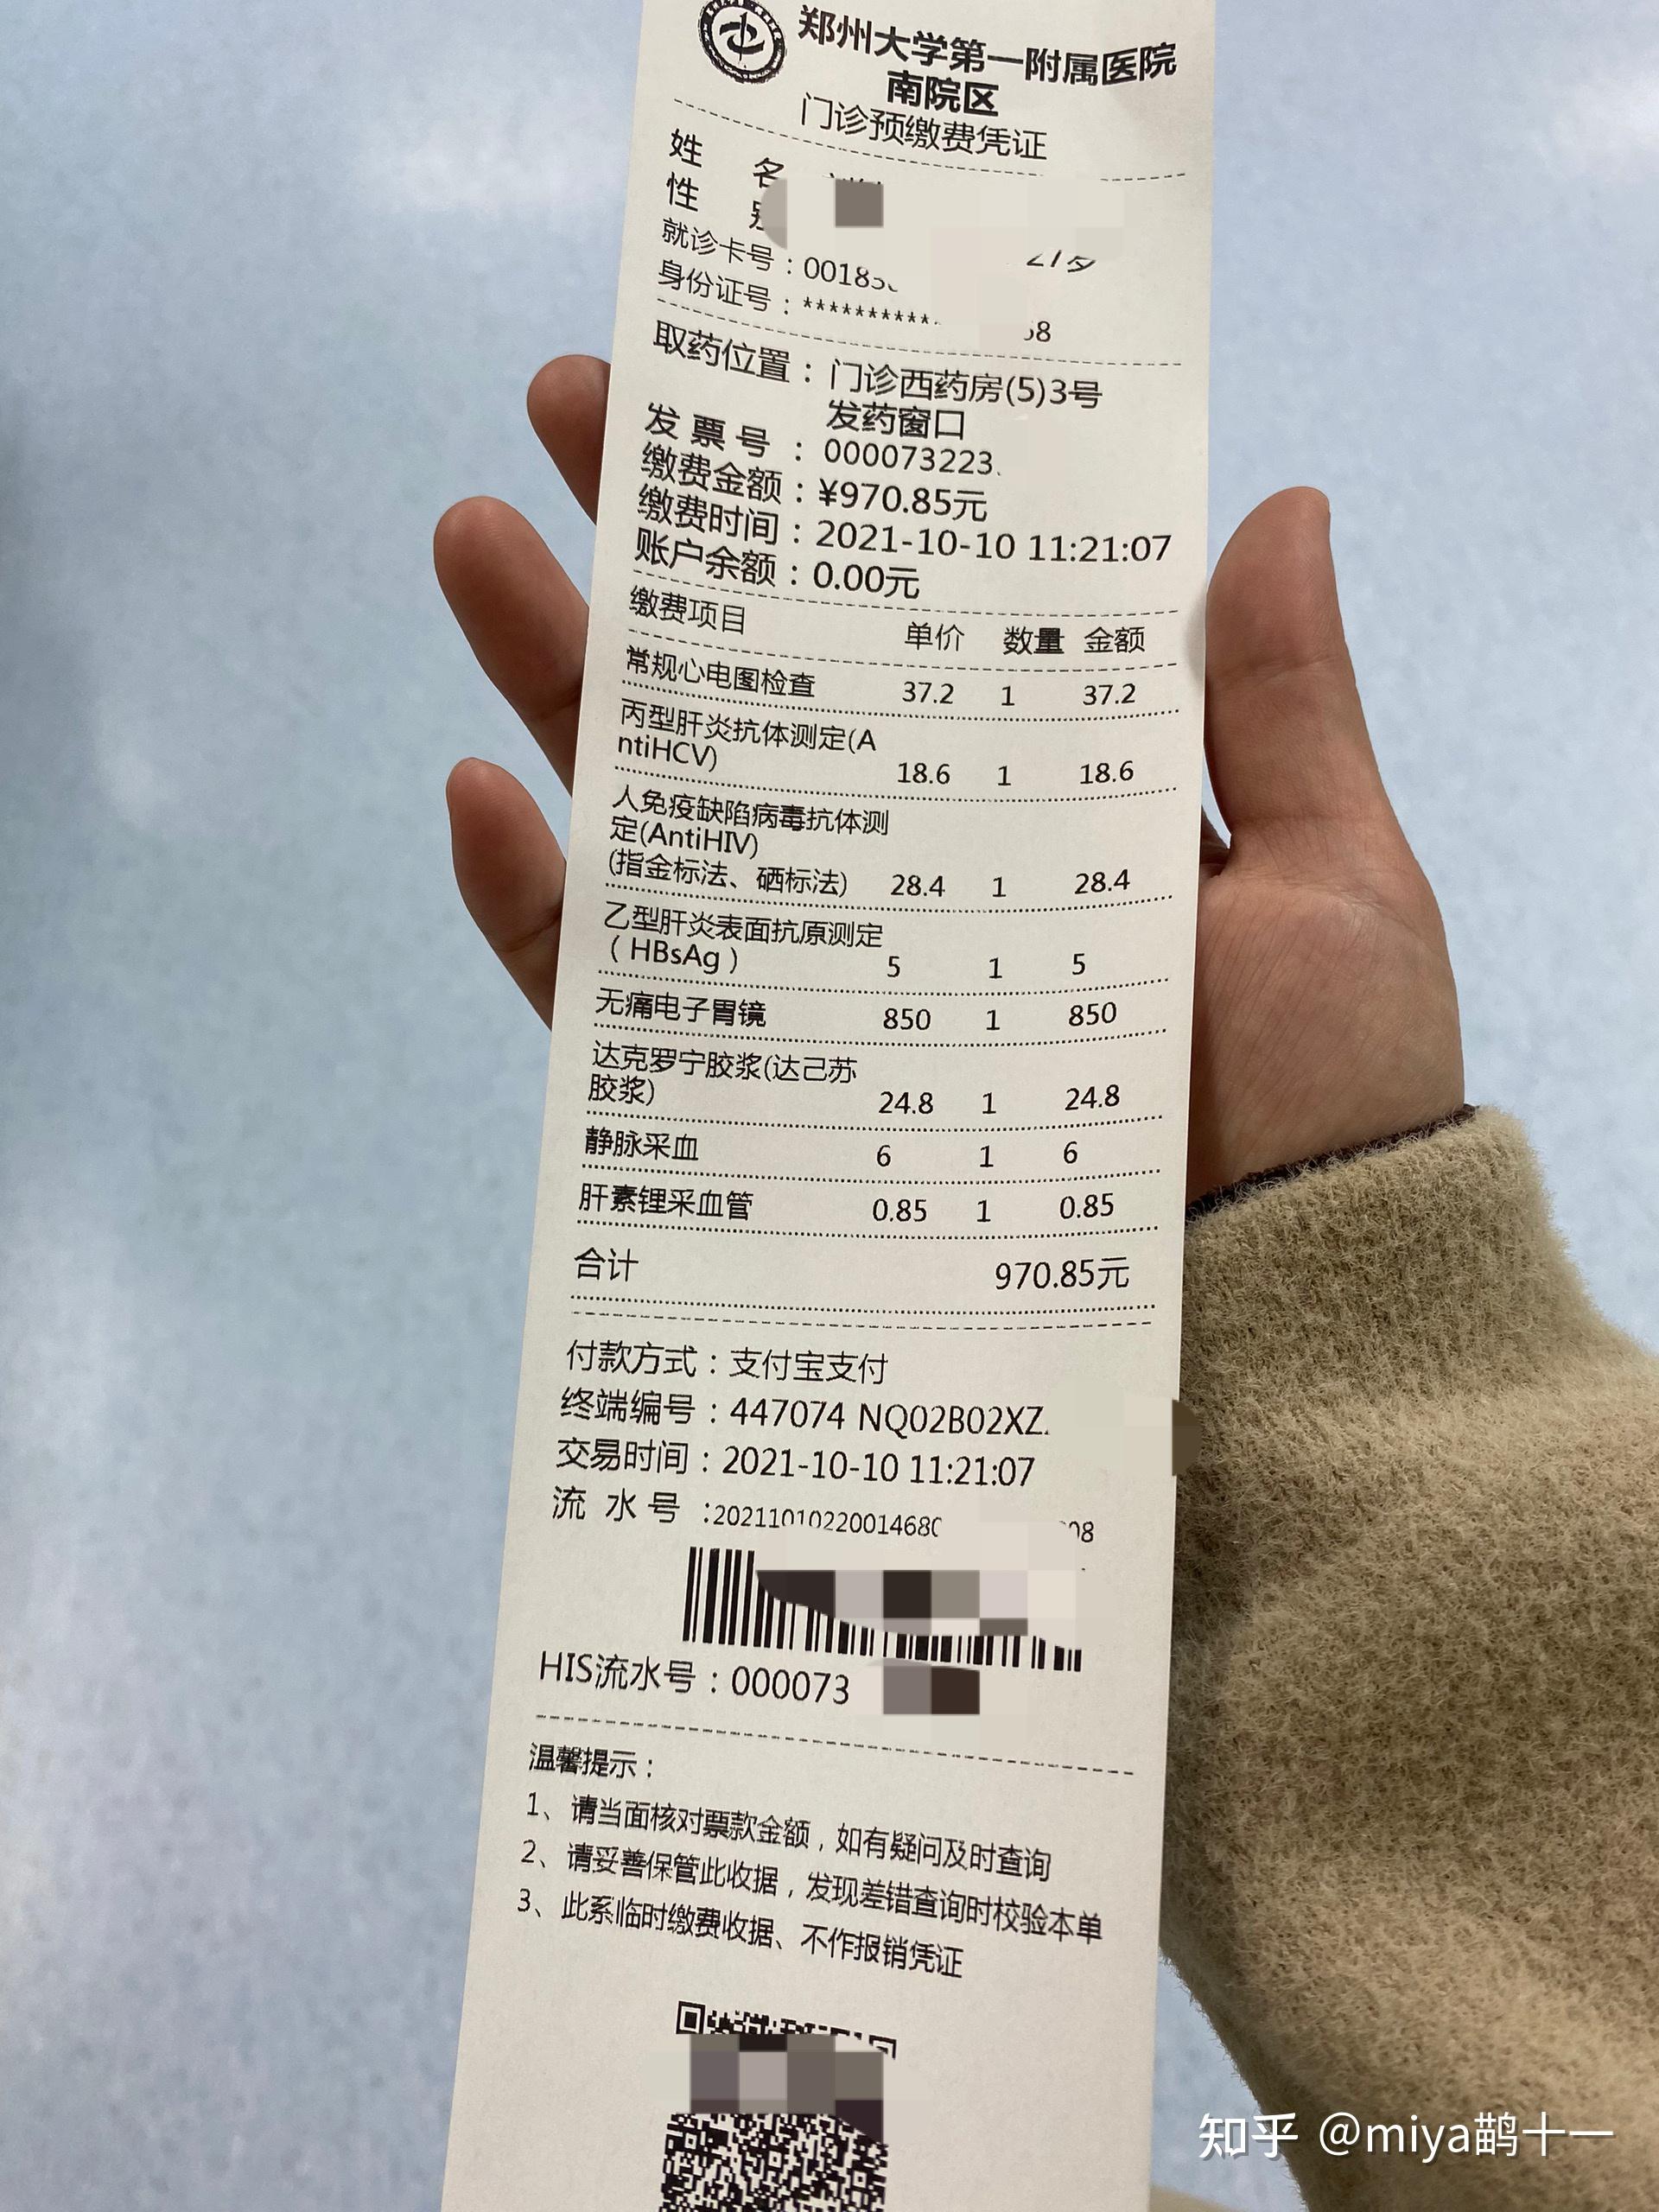 郑州大学第一附属医院
南院区
门诊预缴费凭证
姓 名
性
就诊卡号：00185
身份证号：**********
58
取药位置：门诊西药房(5)3号
发药窗口
发票号：000073223
缴费金额：¥970.85元
缴费时间：2021-10-10 11:21:07
账户余额：0.00元
缴费项目 单价 数量 金额
常规心电图检查 37.2 1 37.2
丙型肝炎抗体测定(A
ntiHCV) 18.6 1 18.6
人免疫缺陷病毒抗体测
定(AntiHIV)
(指金标法、硒标法) 28.4 1 28.4
乙型肝炎表面抗原测定
（HBsAg） 5 1 5
无痛电子胃镜 850 1 850
达克罗宁胶浆(达己苏
胶浆) 24.8 1 24.8
静脉采血 6 1 6
肝素锂采血管 0.85 1 0.85
合计 970.85元
付款方式：支付宝支付
终端编号：447074 NQ02B02XZ
交易时间：2021-10-10 11:21:07
流水号:2021101022001468 08
HIS流水号：000073
温馨提示：
1、请当面核对票款金额，如有疑问及时查询
2、请妥善保管此收据，发现差错查询时校验本单
3、此系临时缴费收据、不作报销凭证
知乎 @miya鹋十一